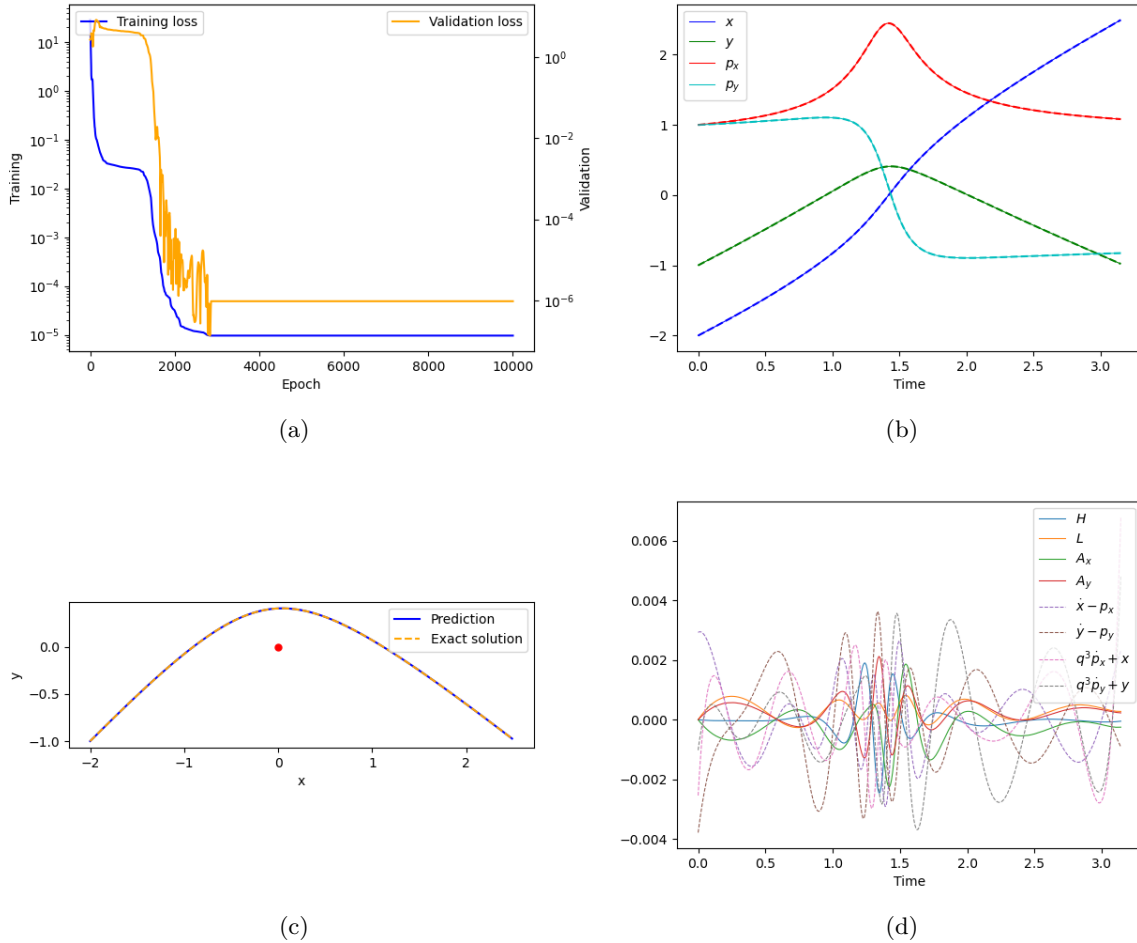 Training loss
Validation loss
10^1
10^0
10^-1
10^-2
10^-3
10^-4
10^-5
Training
10^0
10^-2
10^-4
10^-6
Validation
0 2000 4000 6000 8000 10000
Epoch
(a)
x
y
p_x
p_y
2
1
0
−1
−2
0.0 0.5 1.0 1.5 2.0 2.5 3.0
Time
(b)
Prediction
Exact solution
0.0
−0.5
−1.0
y
−2 −1 0 1 2
x
(c)
H
L
A_x
A_y
ẋ − p_x
ẏ − p_y
q^3ṗ_x + x
q^3ṗ_y + y
0.006
0.004
0.002
0.000
−0.002
−0.004
0.0 0.5 1.0 1.5 2.0 2.5 3.0
Time
(d)